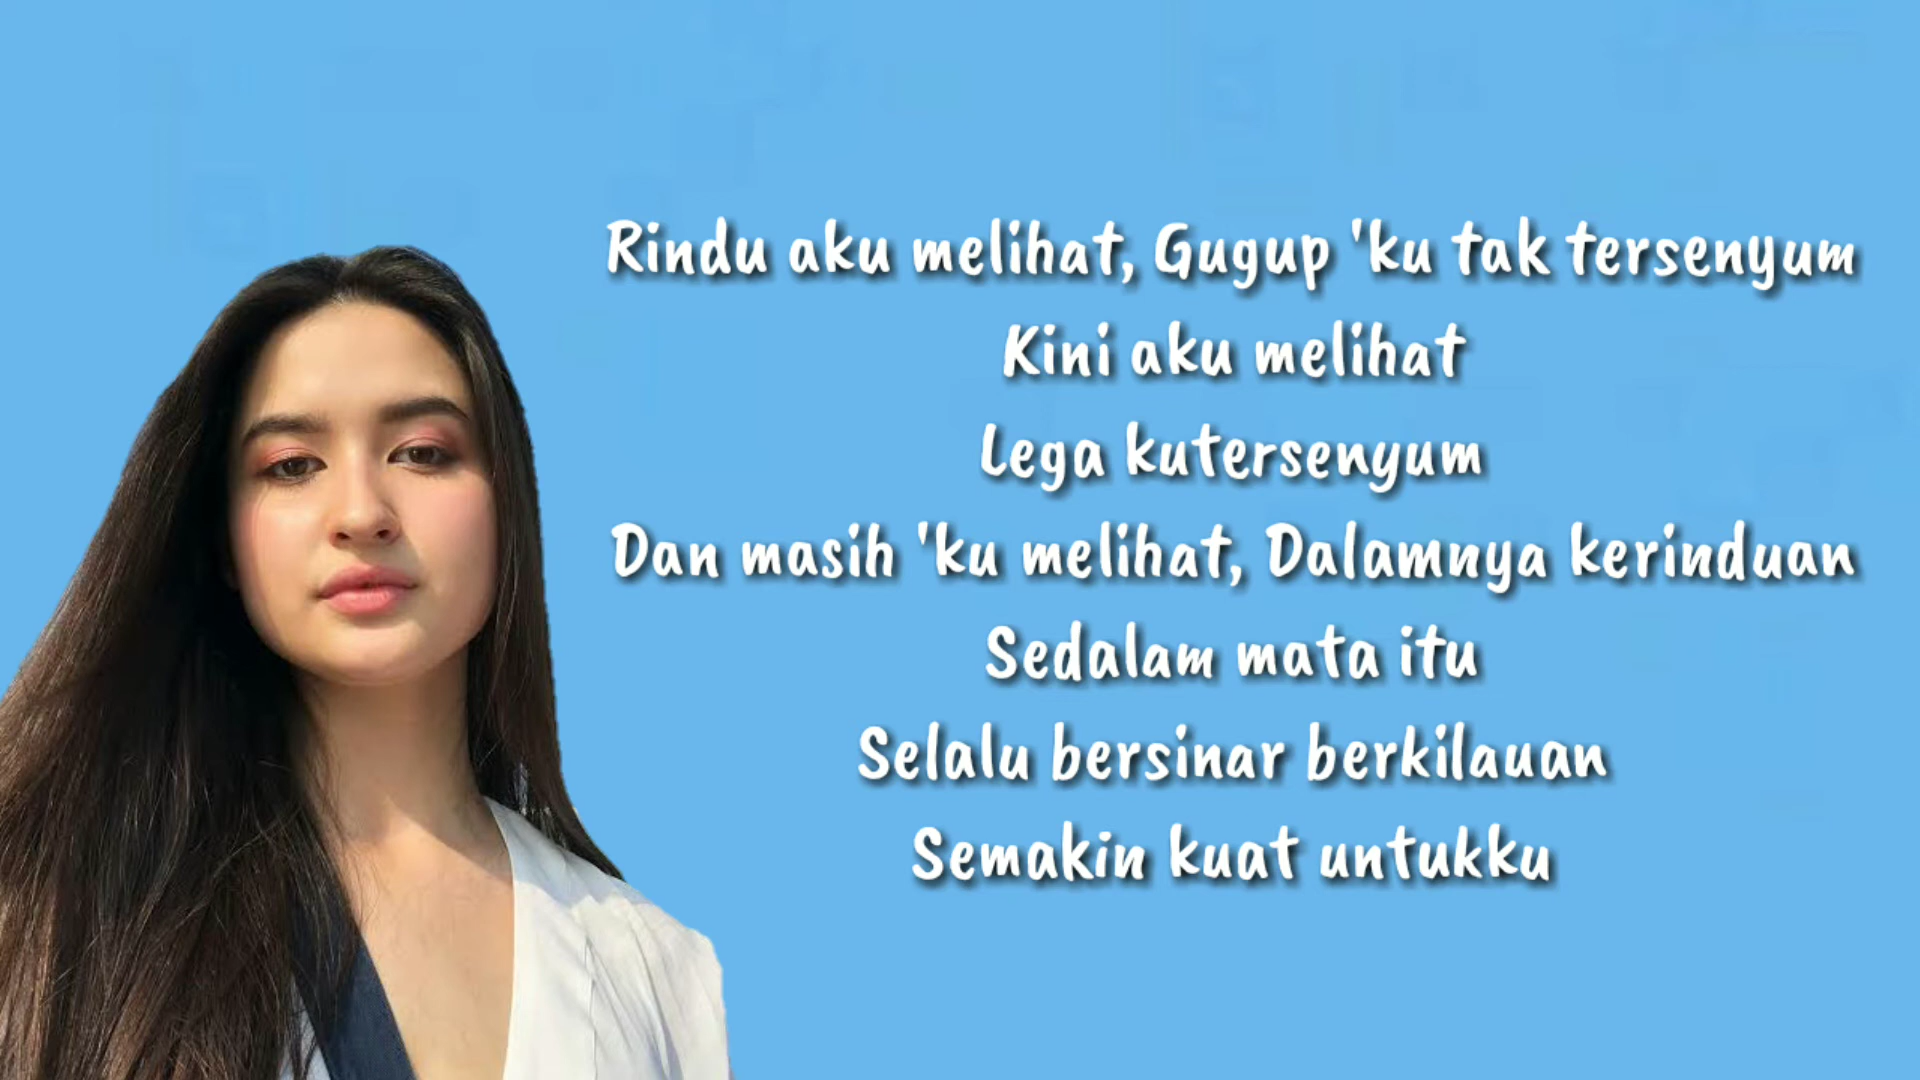 Rindu aku melihat, Gugup 'ku tak tersenyum
Kini aku melihat
Lega kutersenyum
Dan masih 'ku melihat, Dalamnya kerinduan
Sedalam mata itu
Selalu bersinar berkilauan
Semakin kuat untukku